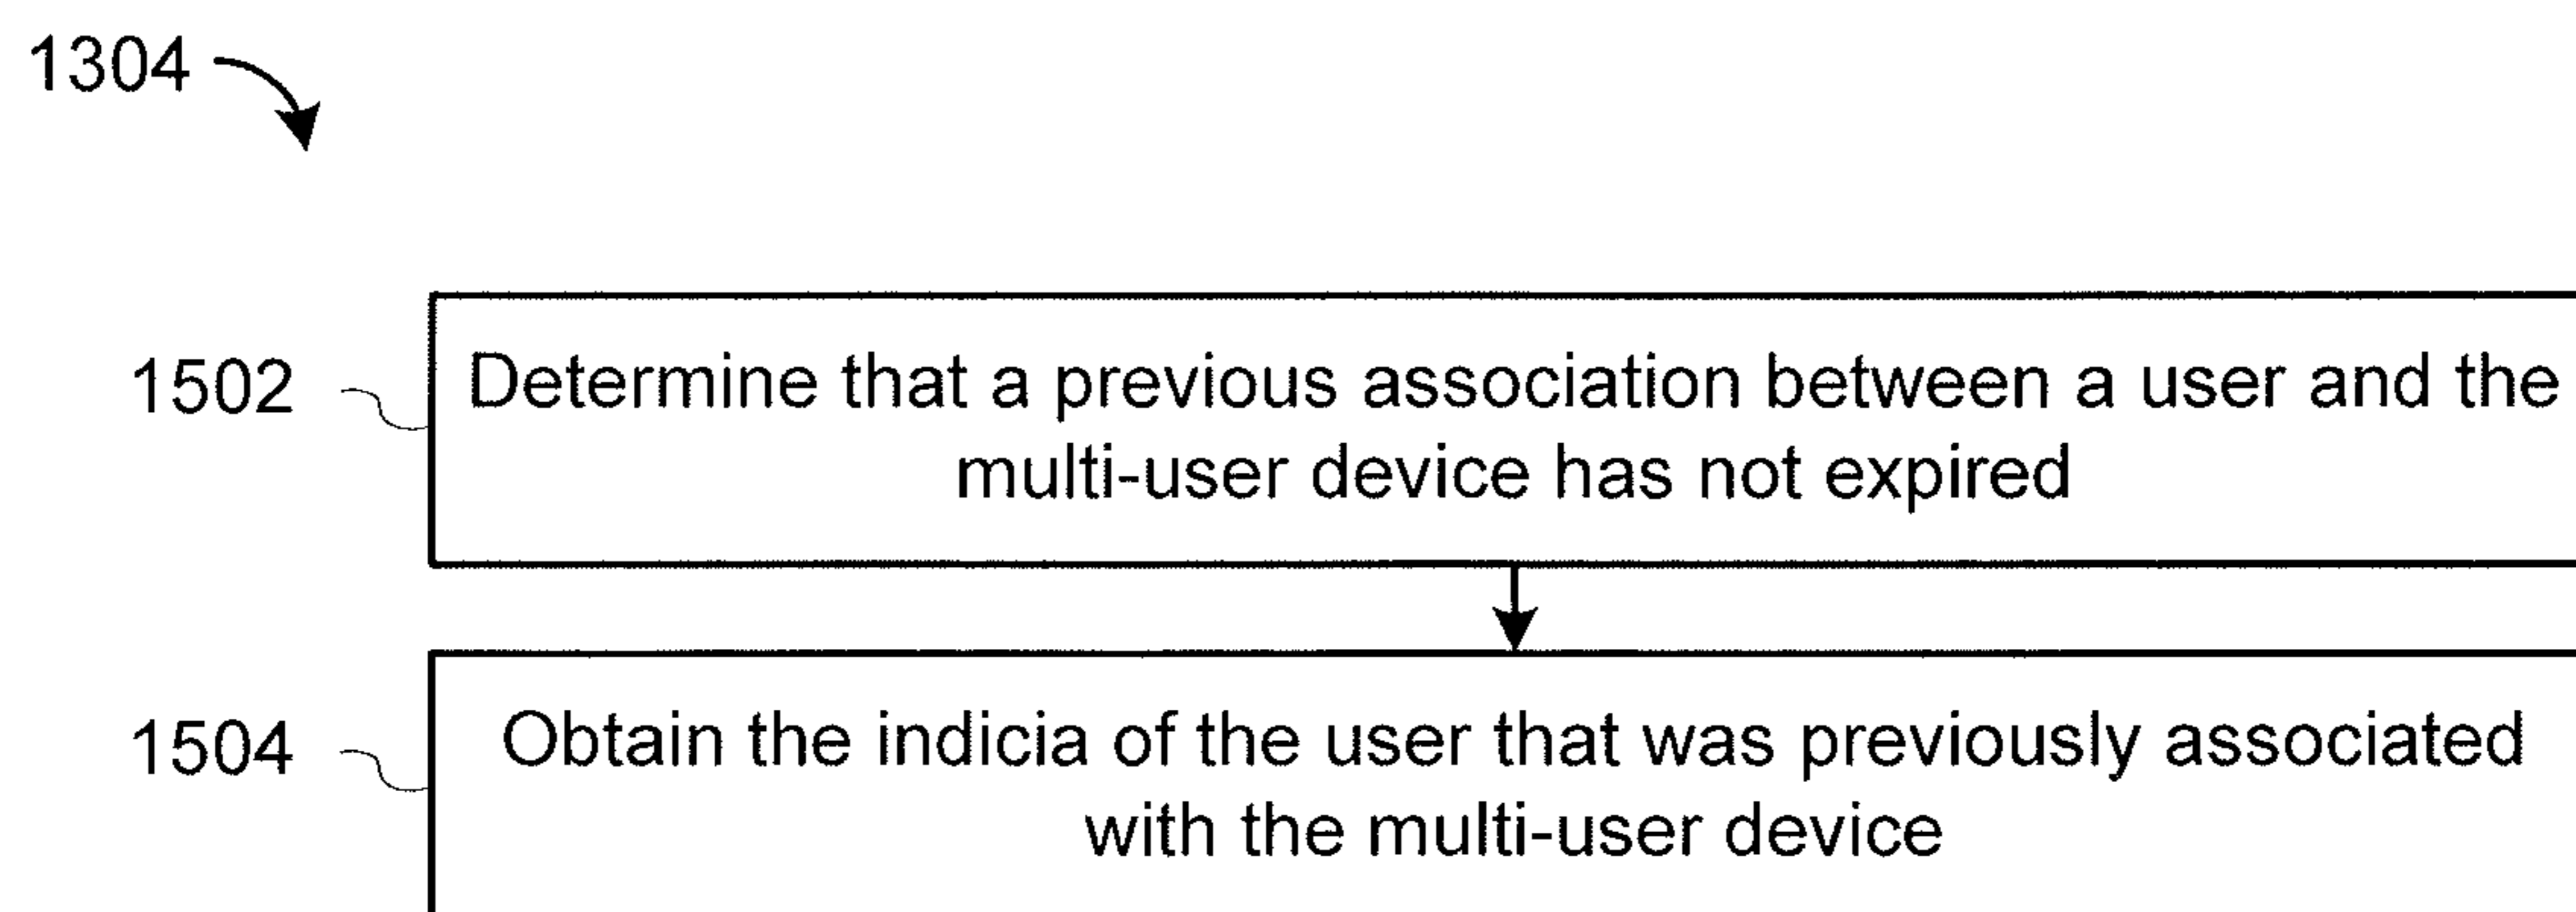 1304
1502
Determine that a previous association between a user and the
multi-user device has not expired
1504
Obtain the indicia of the user that was previously associated
with the multi-user device